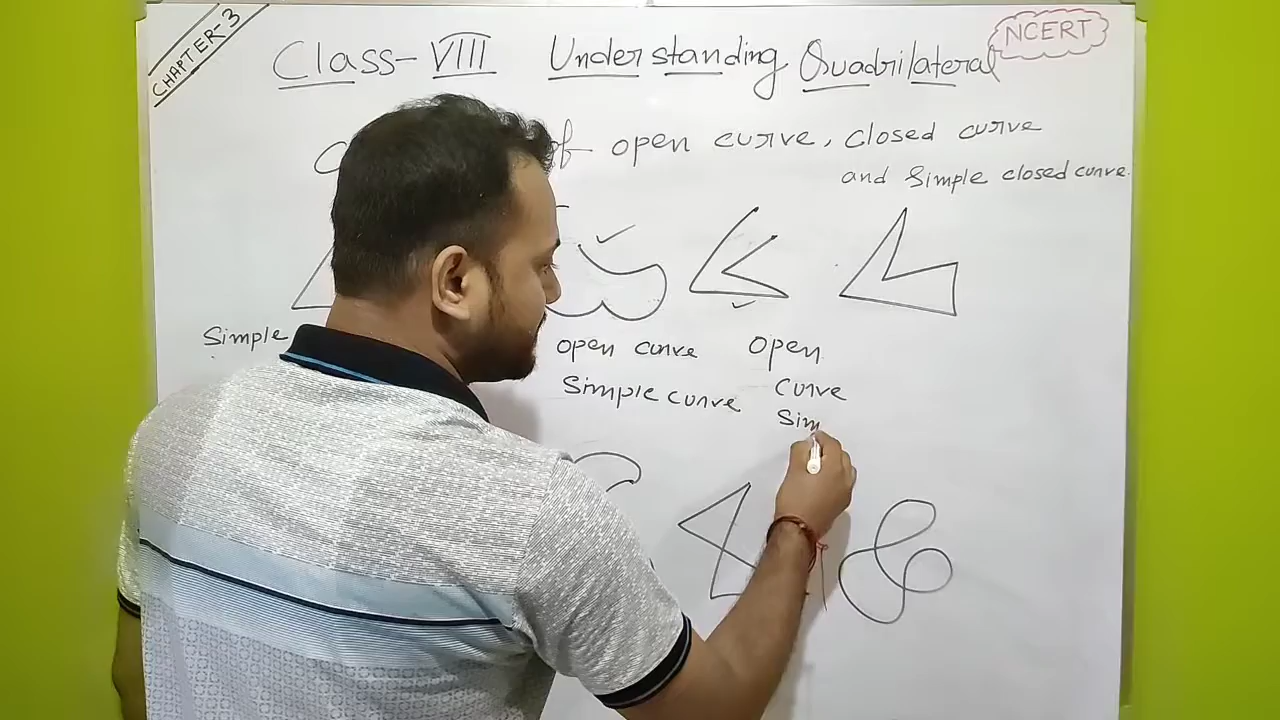 CHAPTER-3
Class-VIII Understanding Quadrilateral
NCERT
of open curve, closed curve
and Simple closed curve.
Simple
open curve
Simple curve
open
Curve
Sim